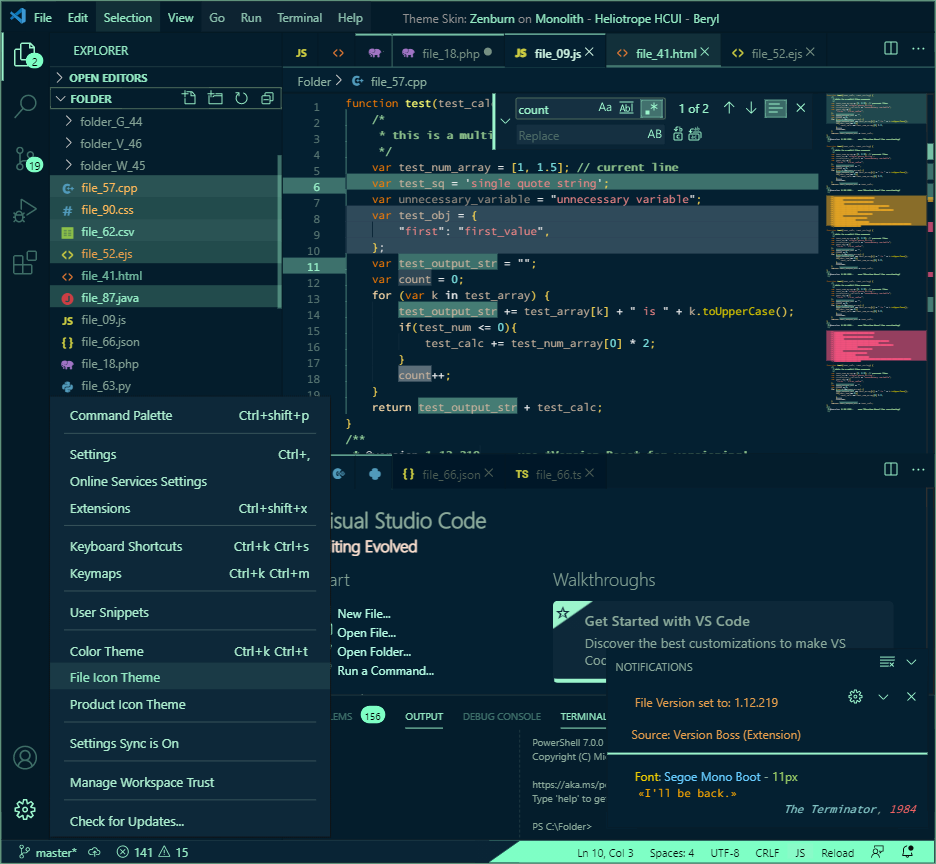 File Edit Selection View Go Run Terminal Help Theme Skin: Zenburn on Monolith - Heliotrope HCUI - Beryl
2
19
EXPLORER
OPEN EDITORS
FOLDER
folder_G_44
folder_V_46
folder_W_45
file_57.cpp
file_90.css
file_62.csv
file_52.ejs
file_41.html
file_87.java
file_09.js
file_66.json
file_18.php
file_63.py
JS file_18.php JS file_09.js file_41.html file_52.ejs
Folder > file_57.cpp
count Aa Abl .* 1 of 2
Replace AB
1 function test(test_cal
2 /*
3 * this is a multi
4 */
5 var test_num_array = [1, 1.5]; // current line
6 var test_sq = 'single quote string';
7 var unnecessary_variable = "unnecessary variable";
8 var test_obj = {
9 "first": "first_value",
10 };
11 var test_output_str = "";
12 var count = 0;
13 for (var k in test_array) {
14 test_output_str += test_array[k] + " is " + k.toUpperCase();
15 if(test_num <= 0){
16 test_calc += test_num_array[0] * 2;
17 }
18 count++;
19 }
return test_output_str + test_calc;
}
/**
Command Palette Ctrl+shift+p
Settings Ctrl+,
Online Services Settings
Extensions Ctrl+shift+x
Keyboard Shortcuts Ctrl+k Ctrl+s
Keymaps Ctrl+k Ctrl+m
User Snippets
Color Theme Ctrl+k Ctrl+t
File Icon Theme
Product Icon Theme
Settings Sync is On
Manage Workspace Trust
Check for Updates...
{} file_66.json TS file_66.ts
isual Studio Code
iting Evolved
art
New File...
Open File...
Open Folder...
Run a Command...
Walkthroughs
Get Started with VS Code
Discover the best customizations to make VS
Coc
LEMS 156 OUTPUT DEBUG CONSOLE TERMINAL
PowerShell 7.0.0
Copyright (C) Mi
https://aka.ms/p
Type 'help' to ge
PS C:\Folder>
NOTIFICATIONS
File Version set to: 1.12.219
Source: Version Boss (Extension)
Font: Segoe Mono Boot - 11px
«I'll be back.»
The Terminator, 1984
master* 141 15 Ln 10, Col 3 Spaces: 4 UTF-8 CRLF JS Reload